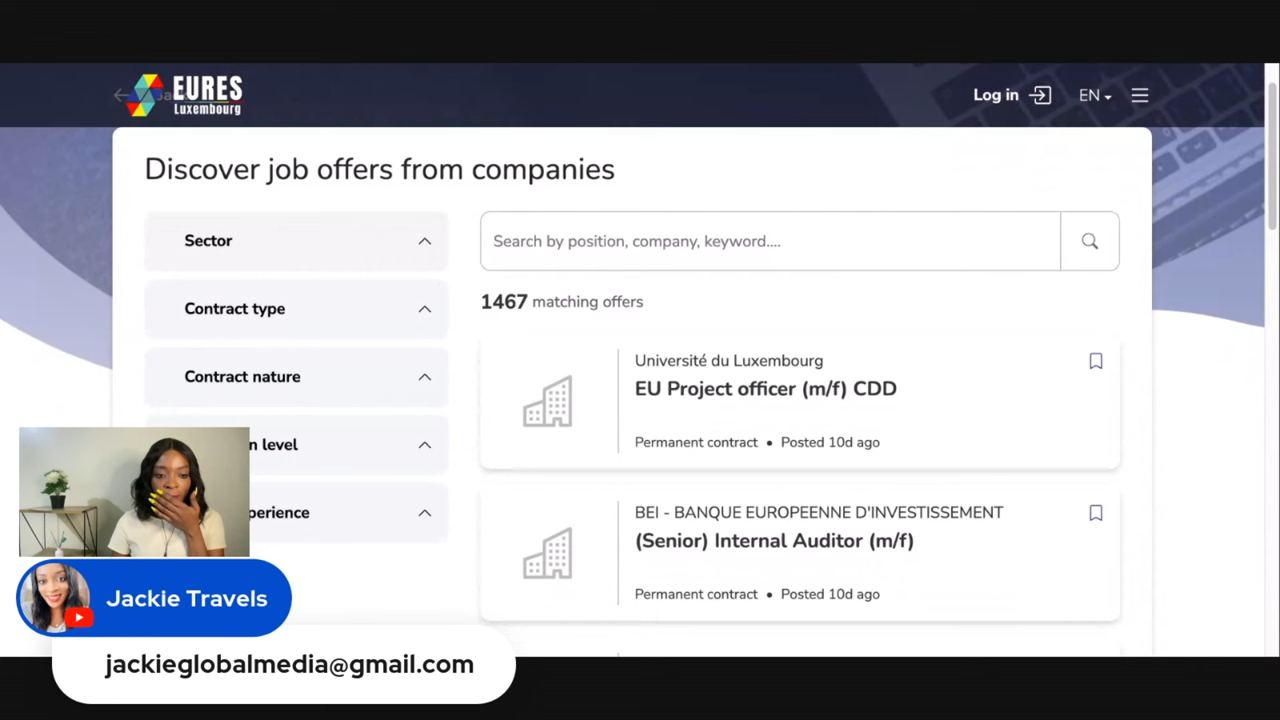 EURES
Luxembourg
Log in
EN
Discover job offers from companies
Sector
Contract type
Contract nature
n level
perience
Search by position, company, keyword....
1467 matching offers
Université du Luxembourg
EU Project officer (m/f) CDD
Permanent contract • Posted 10d ago
BEI - BANQUE EUROPEENNE D'INVESTISSEMENT
(Senior) Internal Auditor (m/f)
Permanent contract • Posted 10d ago
Jackie Travels
jackieglobalmedia@gmail.com